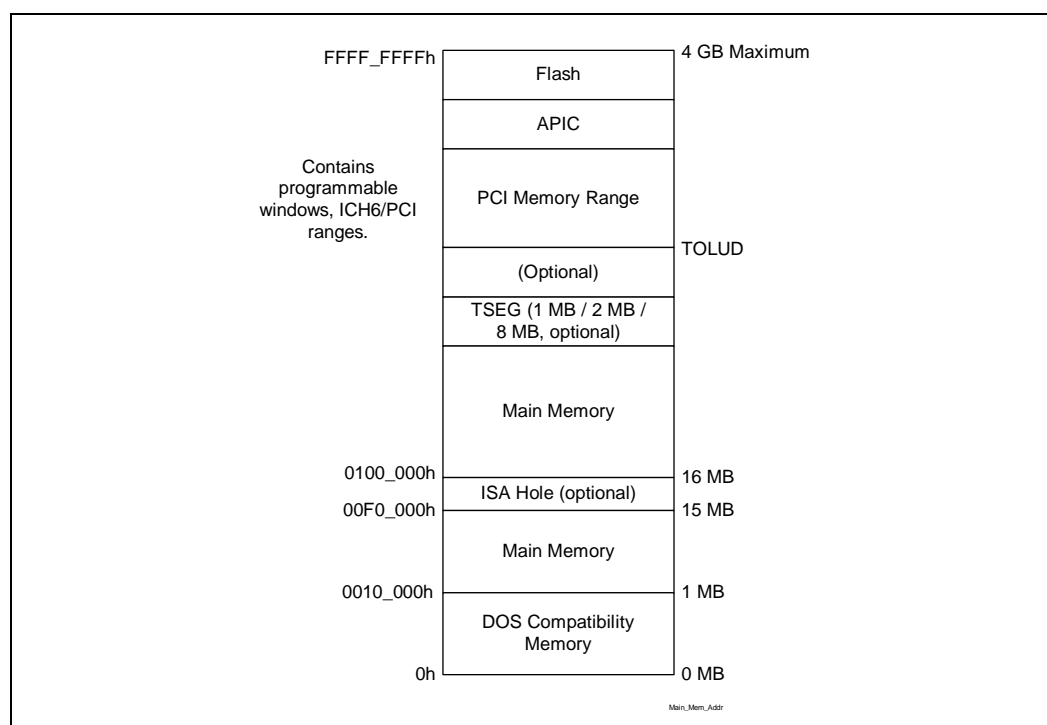 FFFF_FFFFh
4 GB Maximum
Flash
APIC
Contains
programmable
windows, ICH6/PCI
ranges.
PCI Memory Range
TOLUD
(Optional)
TSEG (1 MB / 2 MB /
8 MB, optional)
Main Memory
0100_000h
16 MB
ISA Hole (optional)
00F0_000h
15 MB
Main Memory
0010_000h
1 MB
DOS Compatibility
Memory
0h
0 MB
Main_Mem_Addr